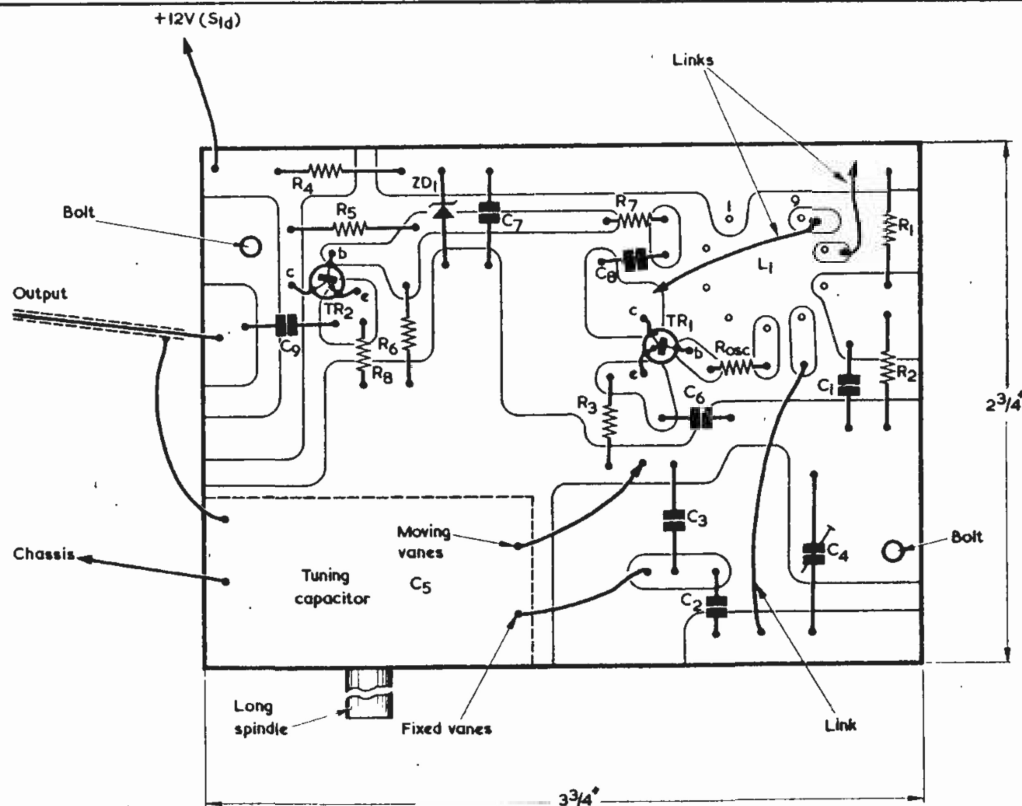 +12V (S1d)
Links
Bolt
R4
R5
ZD1
C7
R7
1
9
R1
C8
L1
b
c
e
TR2
Output
C9
R8
R6
c
TR1
b
e
Rosc
R3
C6
C1
R2
2 3/4"
Moving
vanes
C3
C4
Bolt
Chassis
Tuning
capacitor
C5
C2
Long
spindle
Fixed vanes
Link
3 3/4"